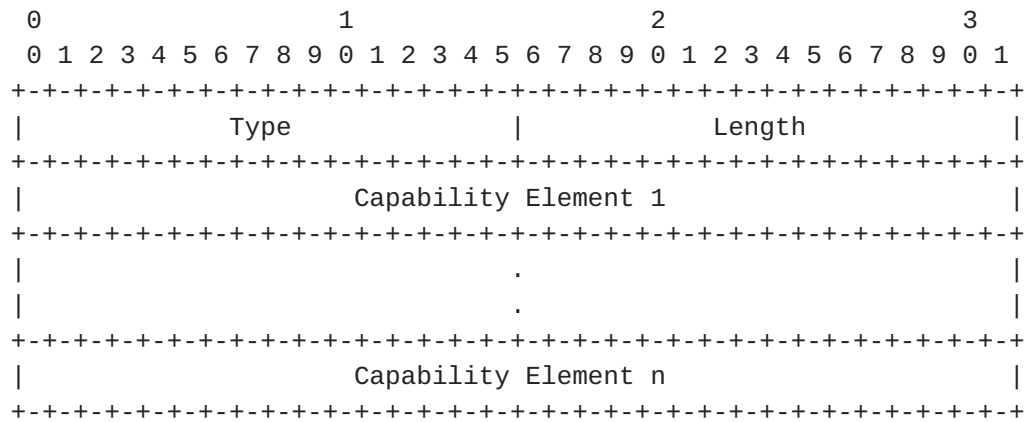 0                   1                   2                   3
 0 1 2 3 4 5 6 7 8 9 0 1 2 3 4 5 6 7 8 9 0 1 2 3 4 5 6 7 8 9 0 1
+-+-+-+-+-+-+-+-+-+-+-+-+-+-+-+-+-+-+-+-+-+-+-+-+-+-+-+-+-+-+-+-+
|             Type              |            Length             |
+-+-+-+-+-+-+-+-+-+-+-+-+-+-+-+-+-+-+-+-+-+-+-+-+-+-+-+-+-+-+-+-+
|                     Capability Element 1                      |
+-+-+-+-+-+-+-+-+-+-+-+-+-+-+-+-+-+-+-+-+-+-+-+-+-+-+-+-+-+-+-+-+
|                               .                               |
|                               .                               |
+-+-+-+-+-+-+-+-+-+-+-+-+-+-+-+-+-+-+-+-+-+-+-+-+-+-+-+-+-+-+-+-+
|                     Capability Element n                      |
+-+-+-+-+-+-+-+-+-+-+-+-+-+-+-+-+-+-+-+-+-+-+-+-+-+-+-+-+-+-+-+-+